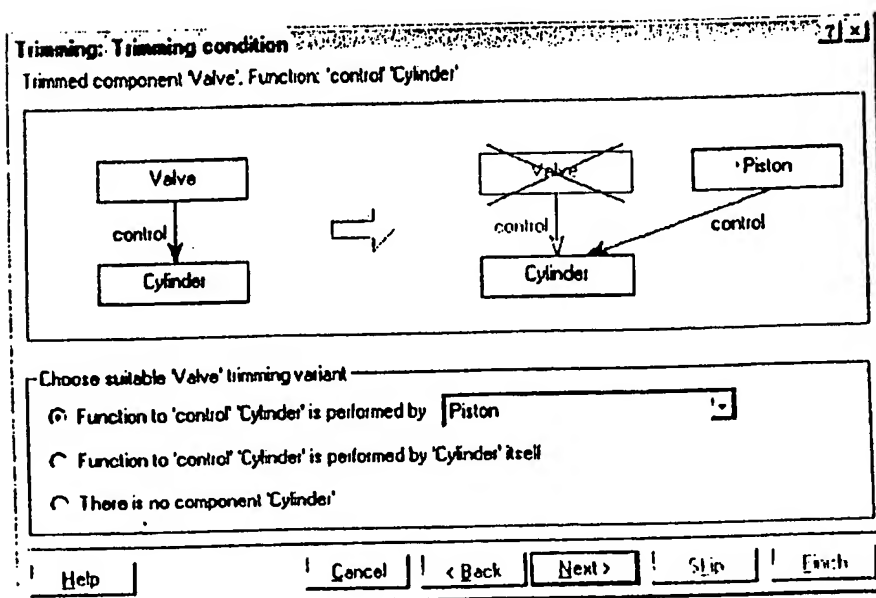 Trimming: Trimming condition
? ×
Trimmed component 'Valve'. Function: 'control' 'Cylinder'
Valve
control
Cylinder
Valve
Piston
control
control
Cylinder
Choose suitable 'Valve' trimming variant
Function to 'control' 'Cylinder' is performed by Piston
Function to 'control' 'Cylinder' is performed by 'Cylinder' itself
There is no component 'Cylinder'
Help Cancel < Back Next > Skip Finish